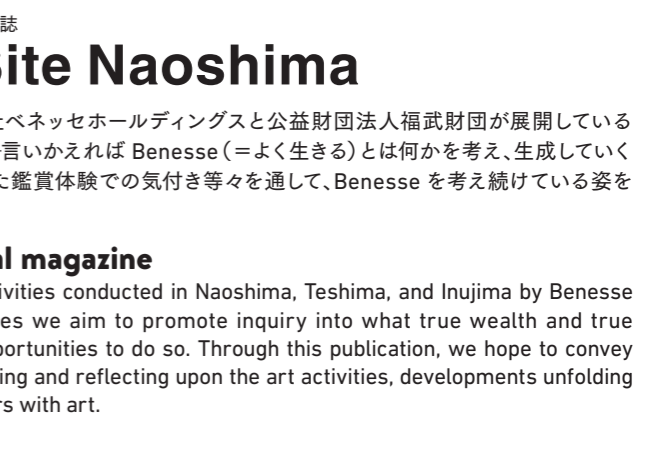 誌
Site Naoshima
ベネッセホールディングスと公益財団法人福武財団が展開している
言いかえれば Benesse（＝よく生きる）とは何かを考え、生成していく
た鑑賞体験での気付き等々を通して、Benesse を考え続けている姿を
al magazine
ivities conducted in Naoshima, Teshima, and Inujima by Benesse
es we aim to promote inquiry into what true wealth and true
portunities to do so. Through this publication, we hope to convey
ing and reflecting upon the art activities, developments unfolding
rs with art.